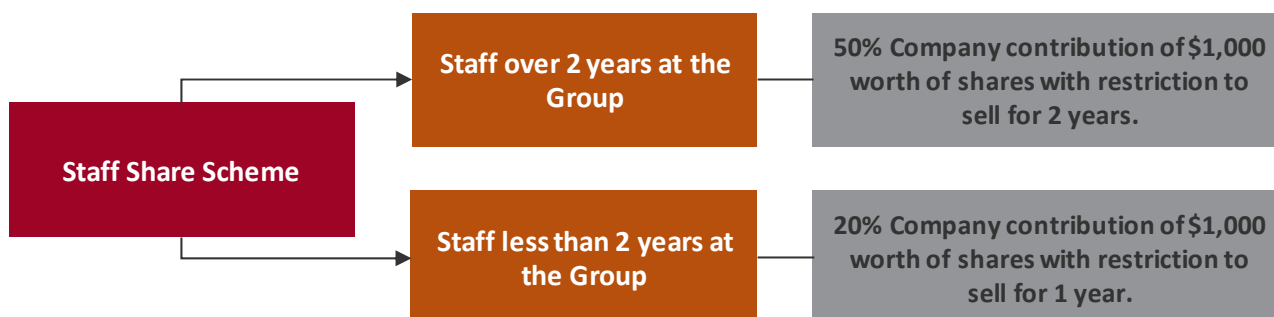 Staff Share Scheme
Staff over 2 years at the
Group
50% Company contribution of $1,000
worth of shares with restriction to
sell for 2 years.
Staff less than 2 years at
the Group
20% Company contribution of $1,000
worth of shares with restriction to
sell for 1 year.